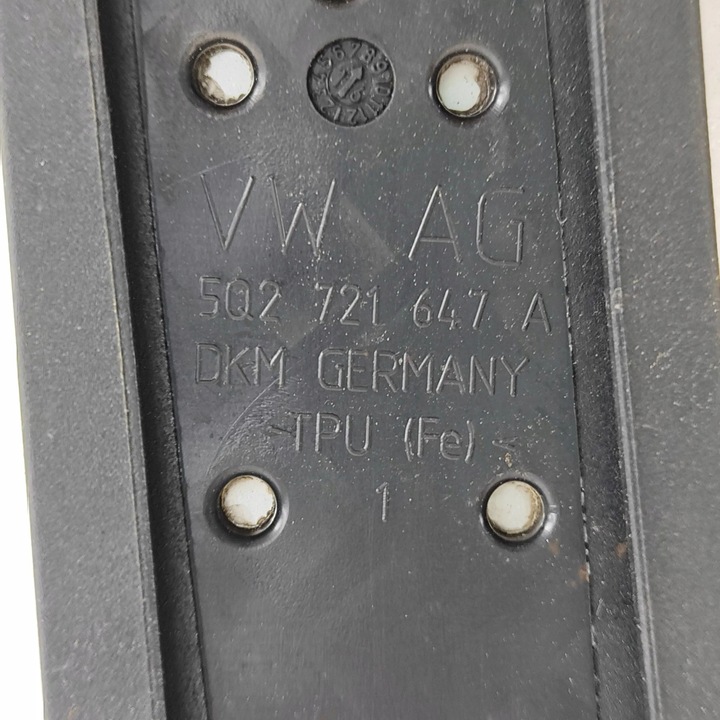 VW AG
5Q2 721 647 A
DKM GERMANY
>TPU (Fe)<
1